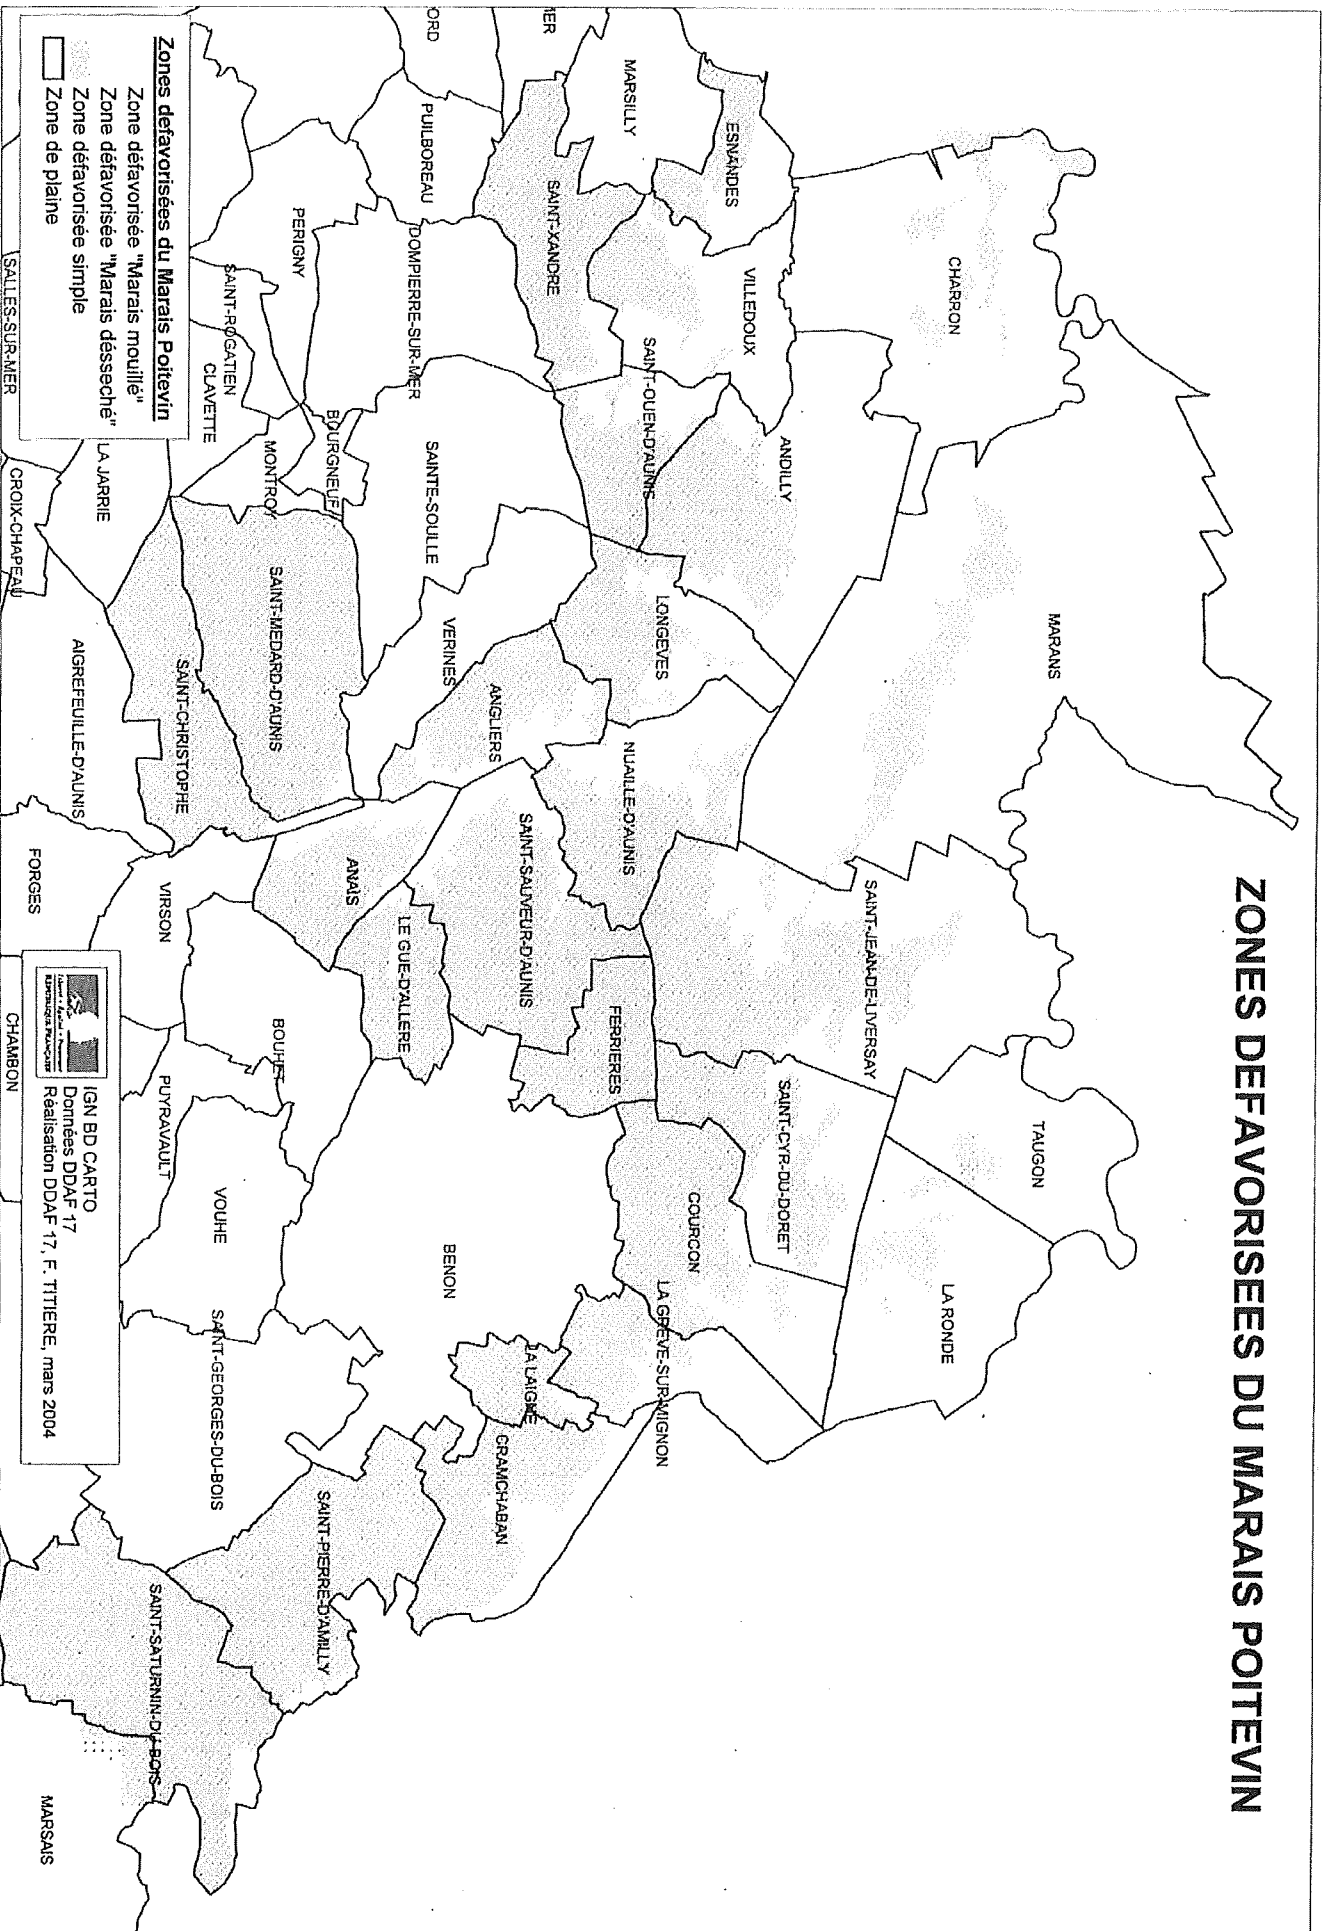 ZONES DEFAVORISEES DU MARAIS POITEVIN
CHARRON
MARANS
TAUGON
LA RONDE
ESNANDES
VILLEDOUX
ANDILLY
SAINT-JEAN-DE-LIVERSAY
SAINT-CYR-DU-DORET
MARSILLY
SAINT-OUEN-D'AUNIS
LONGEVES
NUAILLE-D'AUNIS
FERRIERES
COURCON
LA GREVE-SUR-MIGNON
SAINT-XANDRE
ANGLIERS
SAINT-SAUVEUR-D'AUNIS
LA LAIGNE
CRAMCHABAN
PUILBOREAU
DOMPIERRE-SUR-MER
SAINTE-SOULLE
VERINES
LE GUE-D'ALLERE
BENON
ANAIS
PERIGNY
BOURGNEUF
MONTROY
SAINT-MEDARD-D'AUNIS
BOUHET
SAINT-PIERRE-D'AMILLY
SAINT-ROGATIEN
CLAVETTE
SAINT-CHRISTOPHE
VIRSON
PUYRAVAULT
VOUHE
SAINT-GEORGES-DU-BOIS
SAINT-SATURNIN-DU-BOIS
LA JARRIE
AIGREFEUILLE-D'AUNIS
FORGES
MARSAIS
SALLES-SUR-MER
CROIX-CHAPEAU
CHAMBON
Zones defavorisées du Marais Poitevin
Zone défavorisée "Marais mouillé"
Zone défavorisée "Marais désseché"
Zone défavorisée simple
Zone de plaine
IGN BD CARTO
Données DDAF 17
Réalisation DDAF 17, F. TITIERE, mars 2004